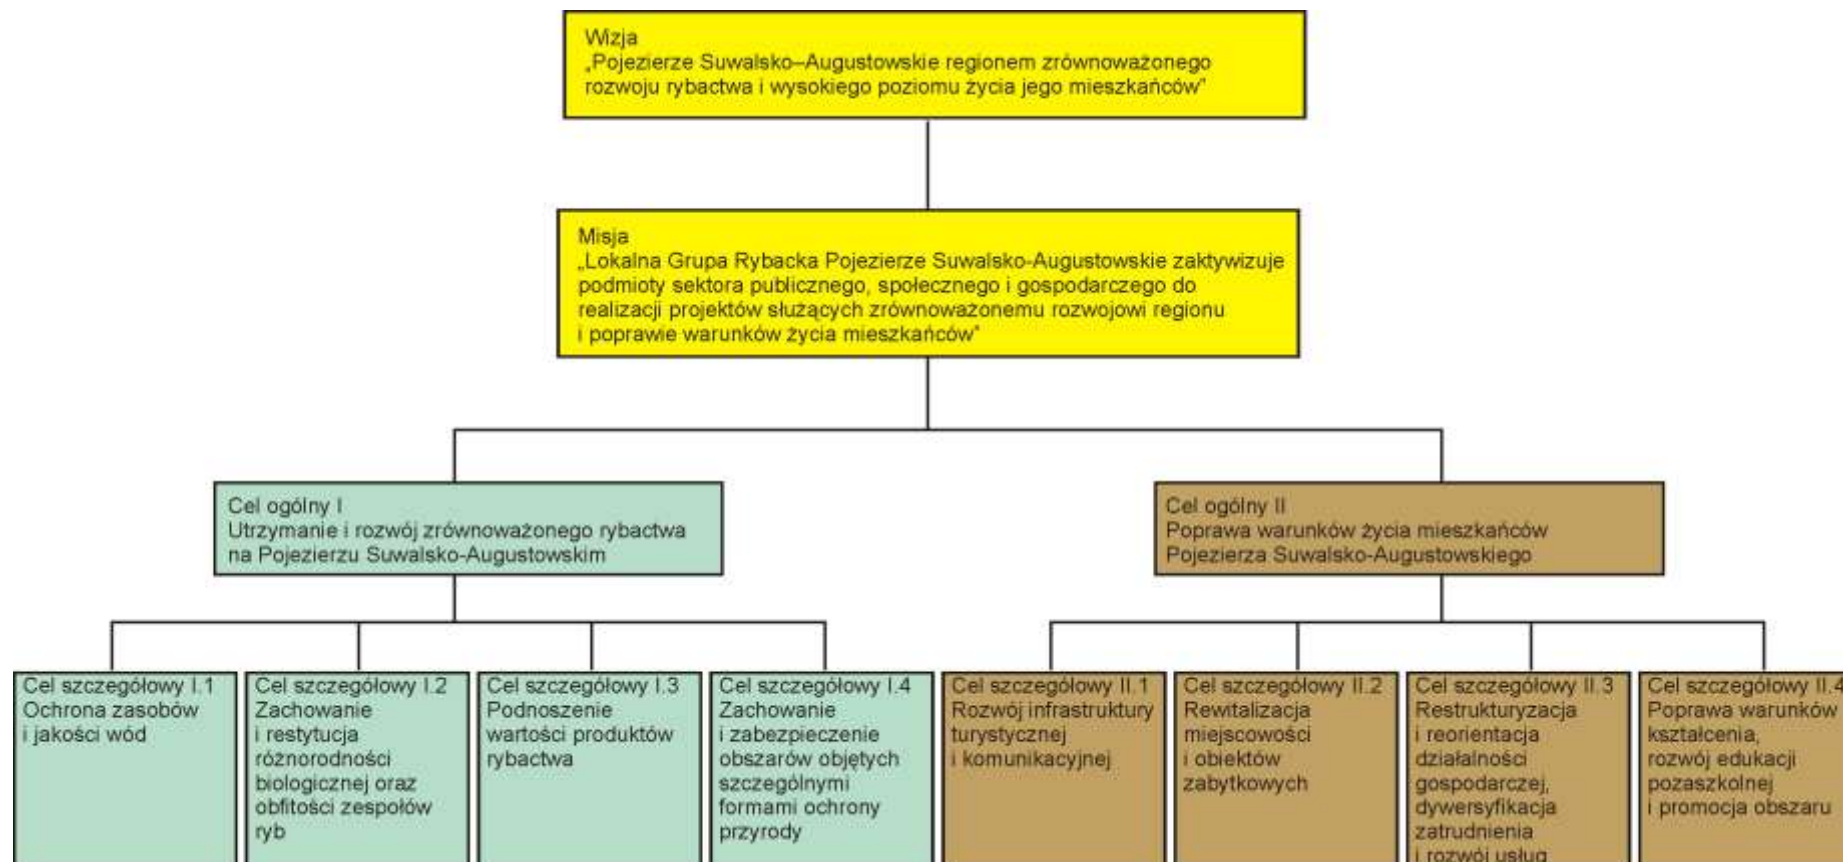 Wizja
„Pojezierze Suwalsko–Augustowskie regionem zrównoważonego
rozwoju rybactwa i wysokiego poziomu życia jego mieszkańców”
Misja
„Lokalna Grupa Rybacka Pojezierze Suwalsko-Augustowskie zaktywizuje
podmioty sektora publicznego, społecznego i gospodarczego do
realizacji projektów służących zrównoważonemu rozwojowi regionu
i poprawie warunków życia mieszkańców”
Cel ogólny I
Utrzymanie i rozwój zrównoważonego rybactwa
na Pojezierzu Suwalsko-Augustowskim
Cel ogólny II
Poprawa warunków życia mieszkańców
Pojezierza Suwalsko-Augustowskiego
Cel szczegółowy I.1
Ochrona zasobów
i jakości wód
Cel szczegółowy I.2
Zachowanie
i restytucja
różnorodności
biologicznej oraz
obfitości zespołów
ryb
Cel szczegółowy I.3
Podnoszenie
wartości produktów
rybactwa
Cel szczegółowy I.4
Zachowanie
i zabezpieczenie
obszarów objętych
szczególnymi
formami ochrony
przyrody
Cel szczegółowy II.1
Rozwój infrastruktury
turystycznej
i komunikacyjnej
Cel szczegółowy II.2
Rewitalizacja
miejscowości
i obiektów
zabytkowych
Cel szczegółowy II.3
Restrukturyzacja
i reorientacja
działalności
gospodarczej,
dywersyfikacja
zatrudnienia
i rozwój usług
Cel szczegółowy II.4
Poprawa warunków
kształcenia,
rozwój edukacji
pozaszkolnej
i promocja obszaru